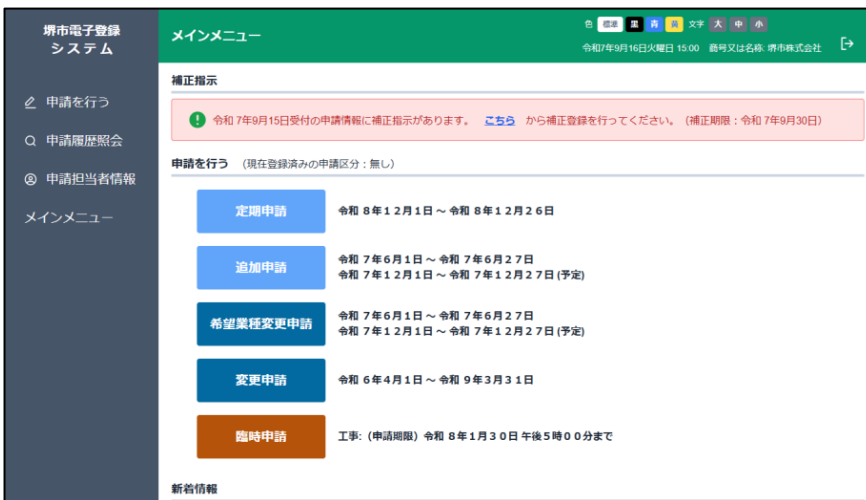 堺市電子登録
システム
申請を行う
申請履歴照会
申請担当者情報
メインメニュー
メインメニュー
色 標準 黒 青 黄 文字 大 中 小
令和7年9月16日火曜日 15:00 商号又は名称: 堺市株式会社
補正指示
令和 7年9月15日受付の申請情報に補正指示があります。 こちら から補正登録を行ってください。（補正期限：令和 7年9月30日）
申請を行う （現在登録済みの申請区分：無し）
定期申請 令和 8年１２月１日 ～ 令和 8年１２月２６日
追加申請 令和 7年６月１日 ～ 令和 7年６月２７日
令和 7年１２月１日 ～ 令和 7年１２月２７日 (予定)
希望業種変更申請 令和 7年６月１日 ～ 令和 7年６月２７日
令和 7年１２月１日 ～ 令和 7年１２月２７日 (予定)
変更申請 令和 6年４月１日 ～ 令和 9年３月３１日
臨時申請 工事:（申請期限）令和 8年１月３０日 午後５時００分まで
新着情報